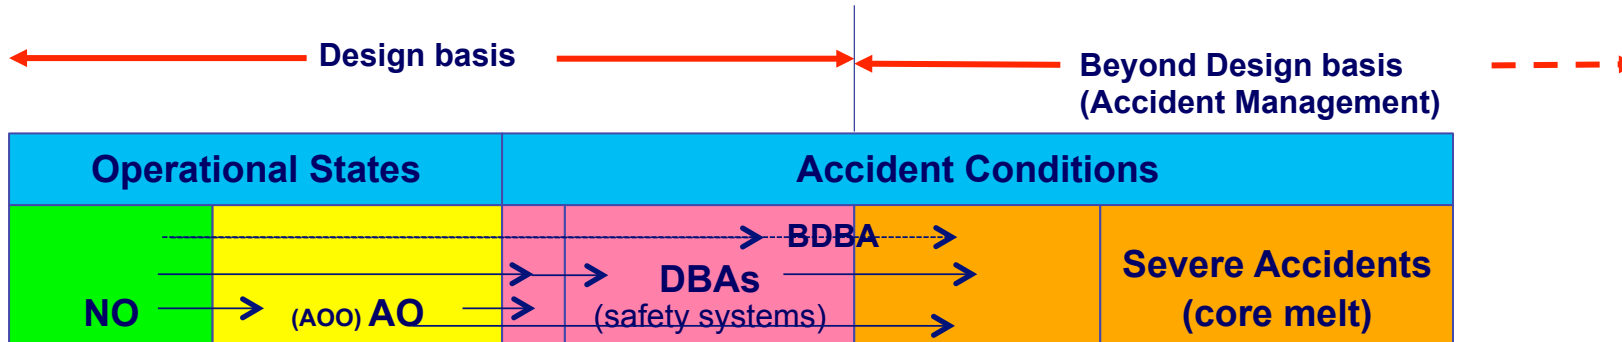 Design basis
Beyond Design basis
(Accident Management)
Operational States
Accident Conditions
BDBA
DBAs
(safety systems)
NO
(AOO) AO
Severe Accidents
(core melt)